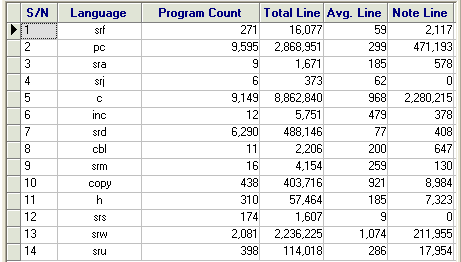 S/N Language Program Count Total Line Avg. Line Note Line
1 srf 271 16,077 59 2,117
2 pc 9,595 2,868,951 299 471,193
3 sra 9 1,671 185 578
4 srj 6 373 62 0
5 c 9,149 8,862,840 968 2,280,215
6 inc 12 5,751 479 378
7 srd 6,290 488,146 77 408
8 cbl 11 2,206 200 647
9 srm 16 4,154 259 130
10 copy 438 403,716 921 8,984
11 h 310 57,464 185 7,323
12 srs 174 1,607 9 0
13 srw 2,081 2,236,225 1,074 211,955
14 sru 398 114,018 286 17,954